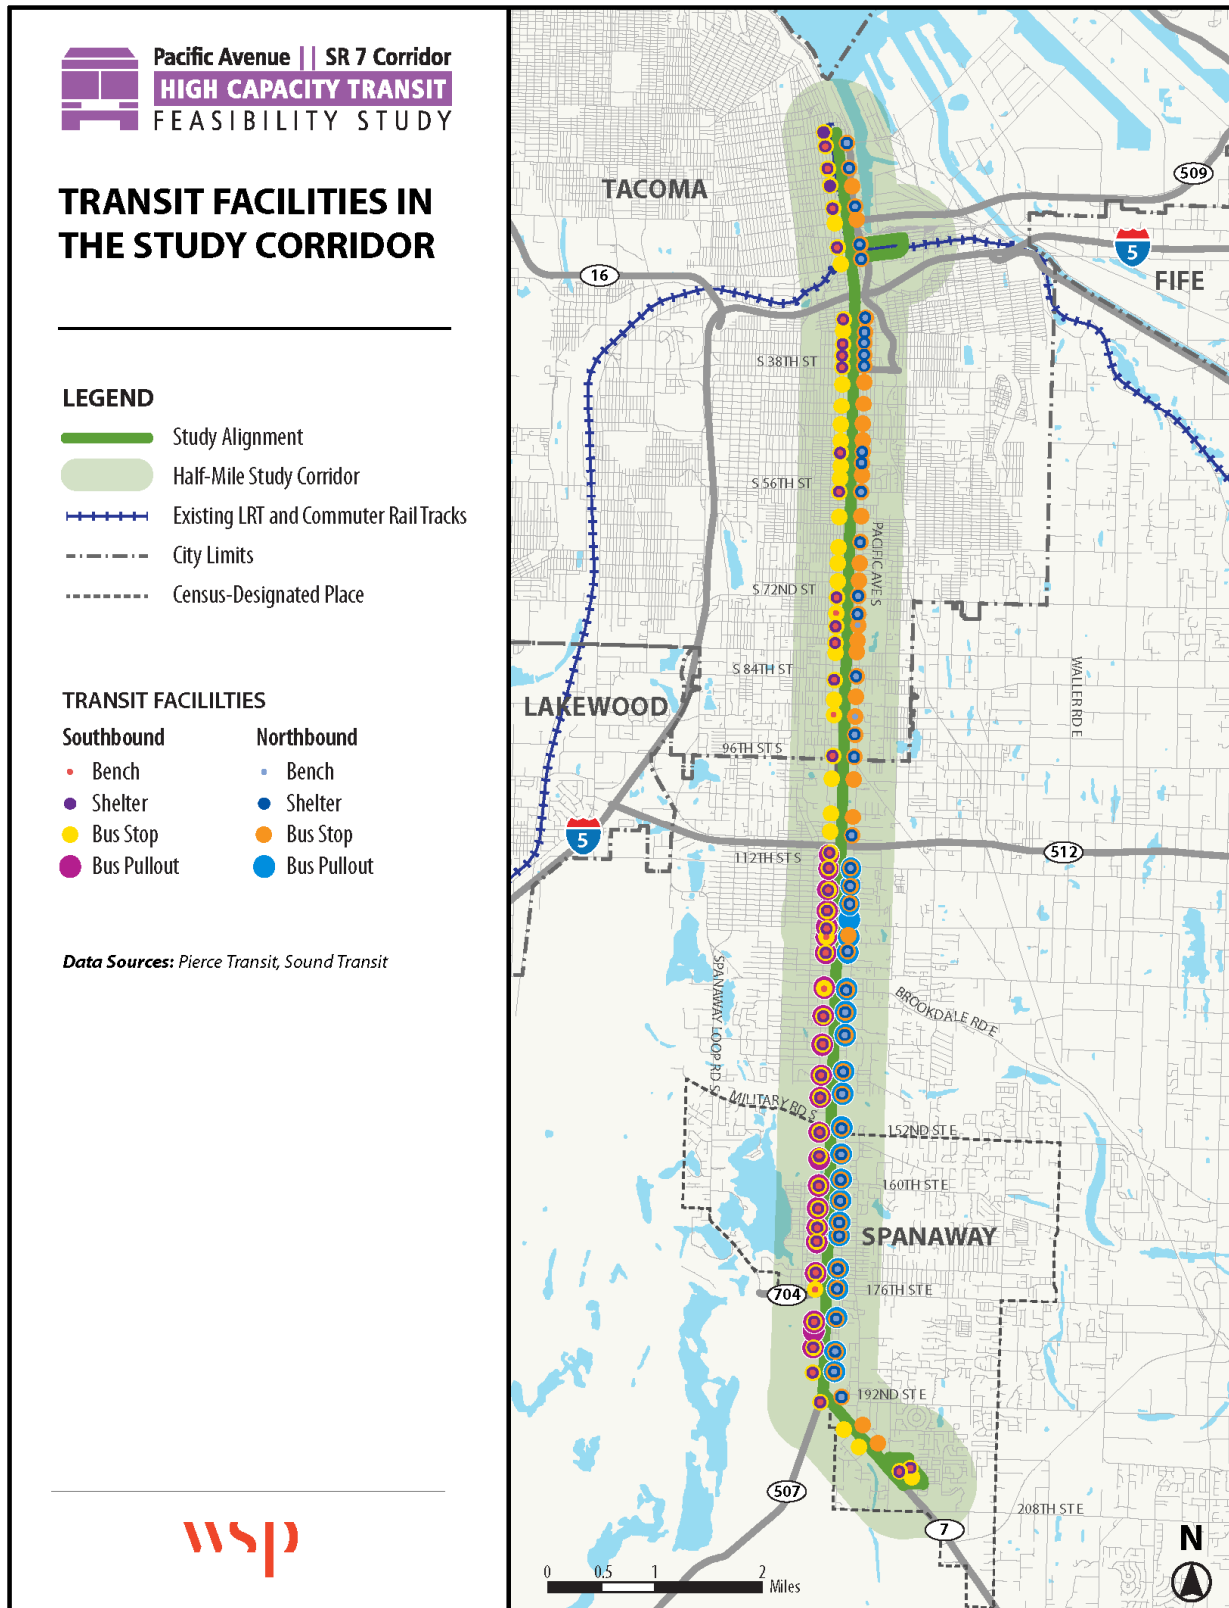 Pacific Avenue || SR 7 Corridor
HIGH CAPACITY TRANSIT
FEASIBILITY STUDY
TRANSIT FACILITIES IN
THE STUDY CORRIDOR
LEGEND
Study Alignment
Half-Mile Study Corridor
Existing LRT and Commuter Rail Tracks
City Limits
Census-Designated Place
TRANSIT FACILILTIES
Southbound
Bench
Shelter
Bus Stop
Bus Pullout
Northbound
Bench
Shelter
Bus Stop
Bus Pullout
Data Sources: Pierce Transit, Sound Transit
wsp
TACOMA
509
5
FIFE
16
S 38TH ST
S 56TH ST
PACIFIC AVE S
S 72ND ST
S 84TH ST
WALLER RD E
LAKEWOOD
96TH ST S
5
112TH ST S
512
SPANAWAY LOOP RD S
BROOKDALE RD E
MILITARY RD S
152ND ST E
160TH ST E
SPANAWAY
704
176TH ST E
192ND ST E
507
208TH ST E
7
N
0 0.5 1 2
Miles